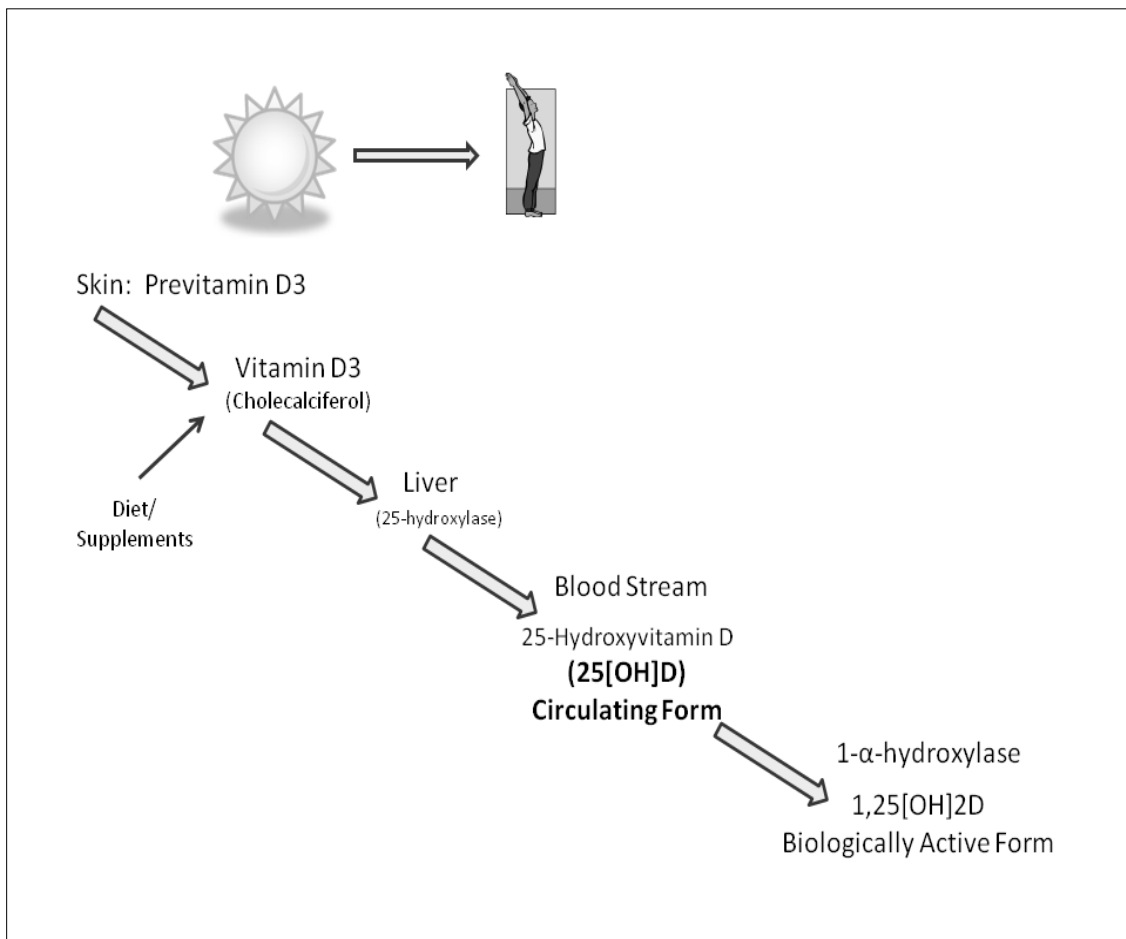 Skin:  Previtamin D3
Vitamin D3
(Cholecalciferol)
Diet/
Supplements
Liver
(25-hydroxylase)
Blood Stream
25-Hydroxyvitamin D
(25[OH]D)
Circulating Form
1-α-hydroxylase
1,25[OH]2D
Biologically Active Form